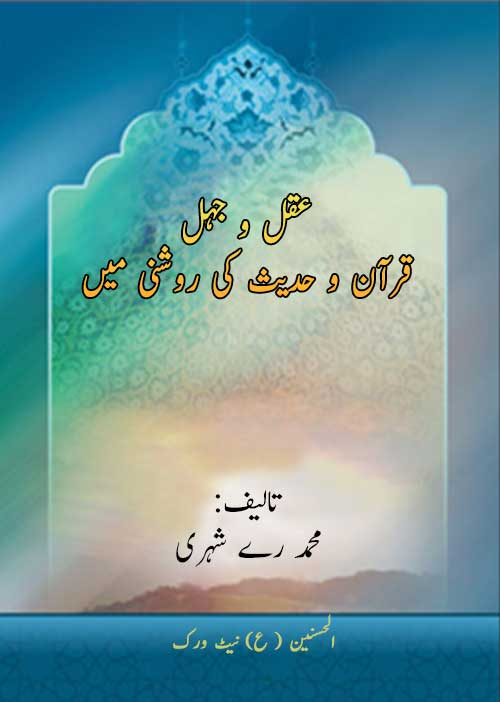 عقل و جہل
قرآن و حدیث کی روشنی میں
تالیف:
محمد رے شہری
الحسنین (ع) نیٹ ورک